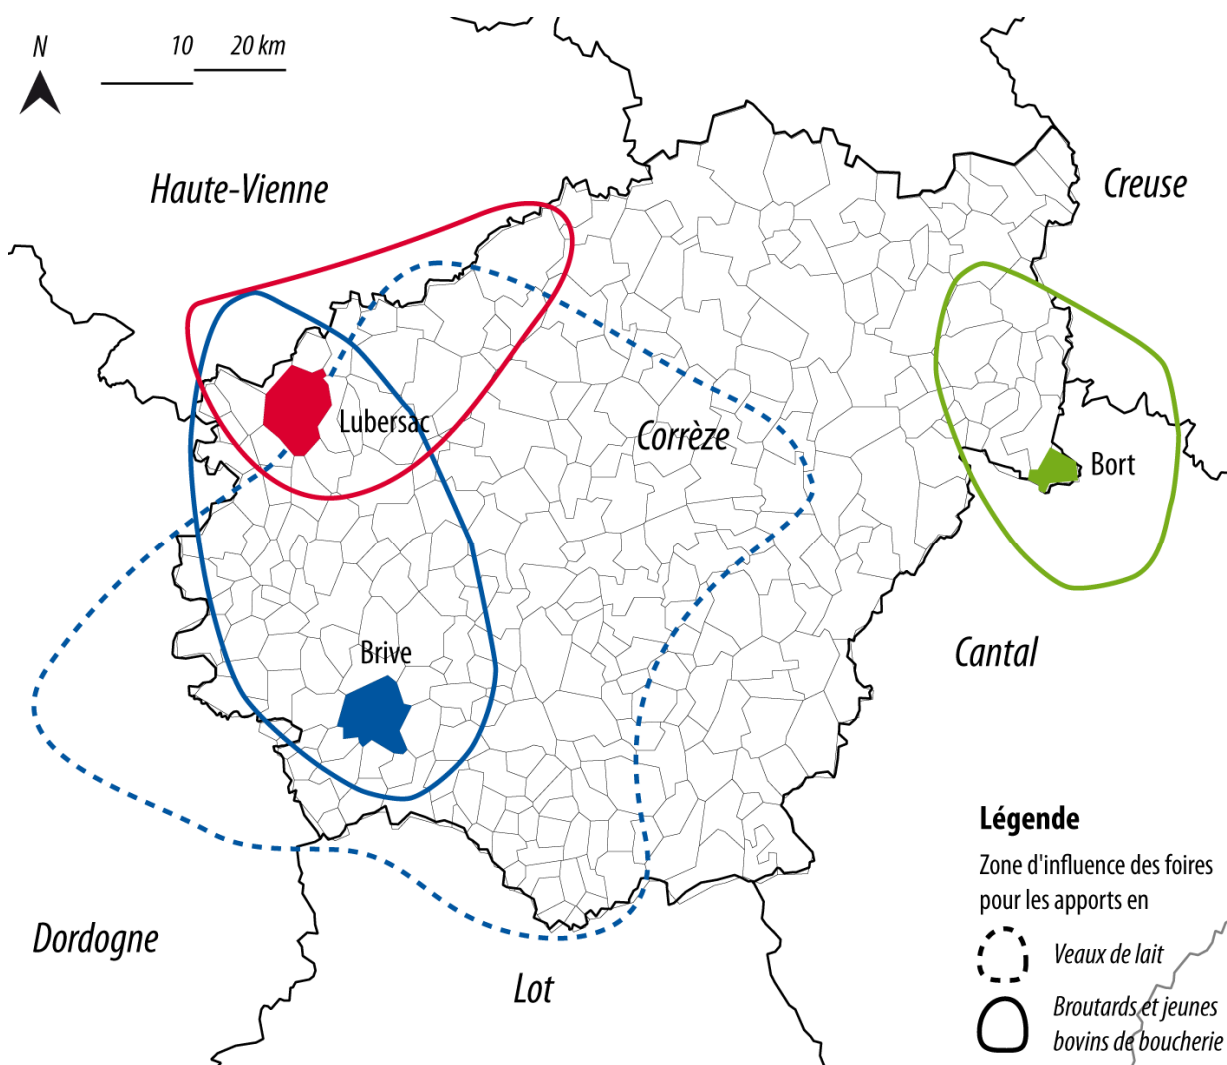 N
10 20 km
Haute-Vienne
Creuse
Lubersac
Corrèze
Bort
Brive
Cantal
Dordogne
Lot
Légende
Zone d'influence des foires
pour les apports en
Veaux de lait
Broutards et jeunes
bovins de boucherie